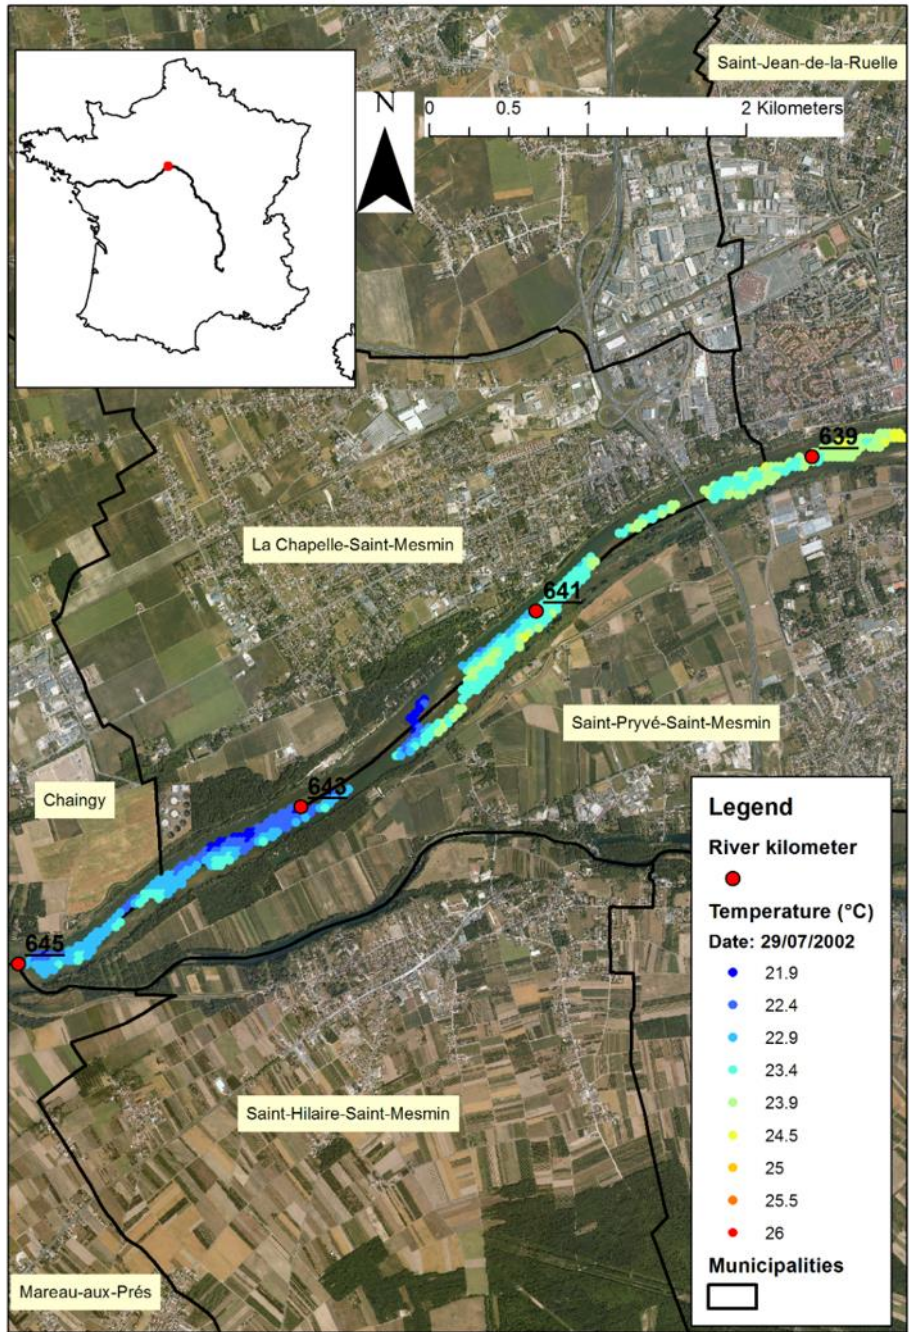 Saint-Jean-de-la-Ruelle
N
0 0.5 1 2 Kilometers
639
La Chapelle-Saint-Mesmin
641
Saint-Pryvé-Saint-Mesmin
643
Chaingy
645
Saint-Hilaire-Saint-Mesmin
Mareau-aux-Prés
Legend
River kilometer
Temperature (°C)
Date: 29/07/2002
21.9
22.4
22.9
23.4
23.9
24.5
25
25.5
26
Municipalities